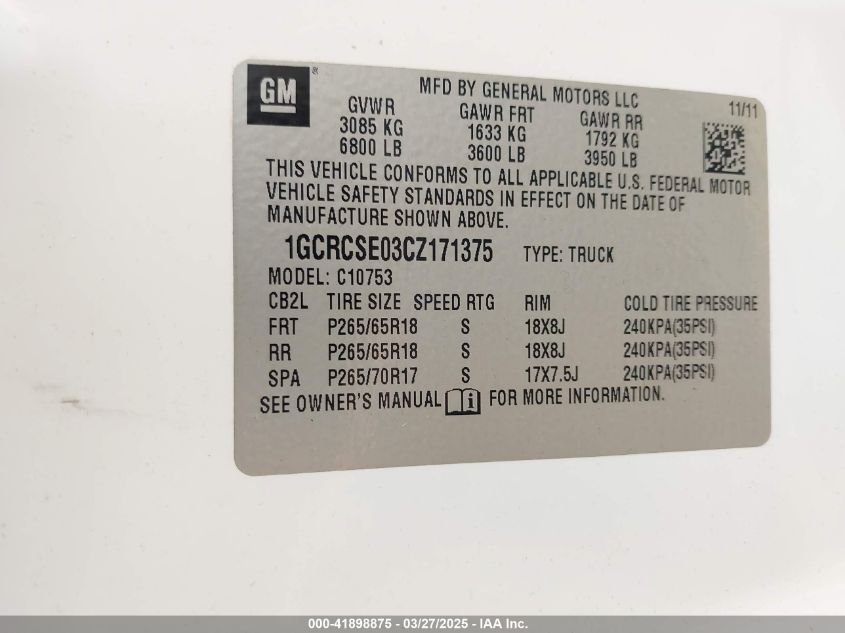 GM
MFD BY GENERAL MOTORS LLC
11/11
GVWR GAWR FRT GAWR RR
3085 KG 1633 KG 1792 KG
6800 LB 3600 LB 3950 LB
THIS VEHICLE CONFORMS TO ALL APPLICABLE U.S. FEDERAL MOTOR
VEHICLE SAFETY STANDARDS IN EFFECT ON THE DATE OF
MANUFACTURE SHOWN ABOVE.
1GCRCSE03CZ171375 TYPE: TRUCK
MODEL: C10753
CB2L TIRE SIZE SPEED RTG RIM COLD TIRE PRESSURE
FRT P265/65R18 S 18X8J 240KPA(35PSI)
RR P265/65R18 S 18X8J 240KPA(35PSI)
SPA P265/70R17 S 17X7.5J 240KPA(35PSI)
SEE OWNER'S MANUAL FOR MORE INFORMATION.
000-41898875 - 03/27/2025 - IAA Inc.